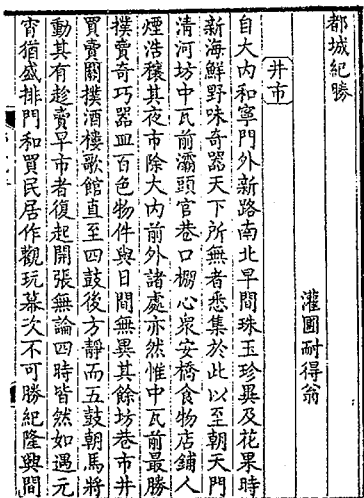 都城紀勝
灌圃耐得翁
井市
自大内和寧門外新路南北早間珠玉珍異及花果時
新海鮮野味奇器天下所無者悉集於此以至朝天門
清河坊中瓦前灞頭官巷口棚心衆安橋食物店鋪人
煙浩穰其夜市除大内前外諸處亦然惟中瓦前最勝
撲賣奇巧器皿百色物件與日間無異其餘坊巷市井
買賣關撲酒樓歌館直至四鼓後方靜而五鼓朝馬將
動其有趂賣早市者復起開張無論四時皆然如遇元
宵猶盛排門和買民居作觀玩幕次不可勝紀隆興間